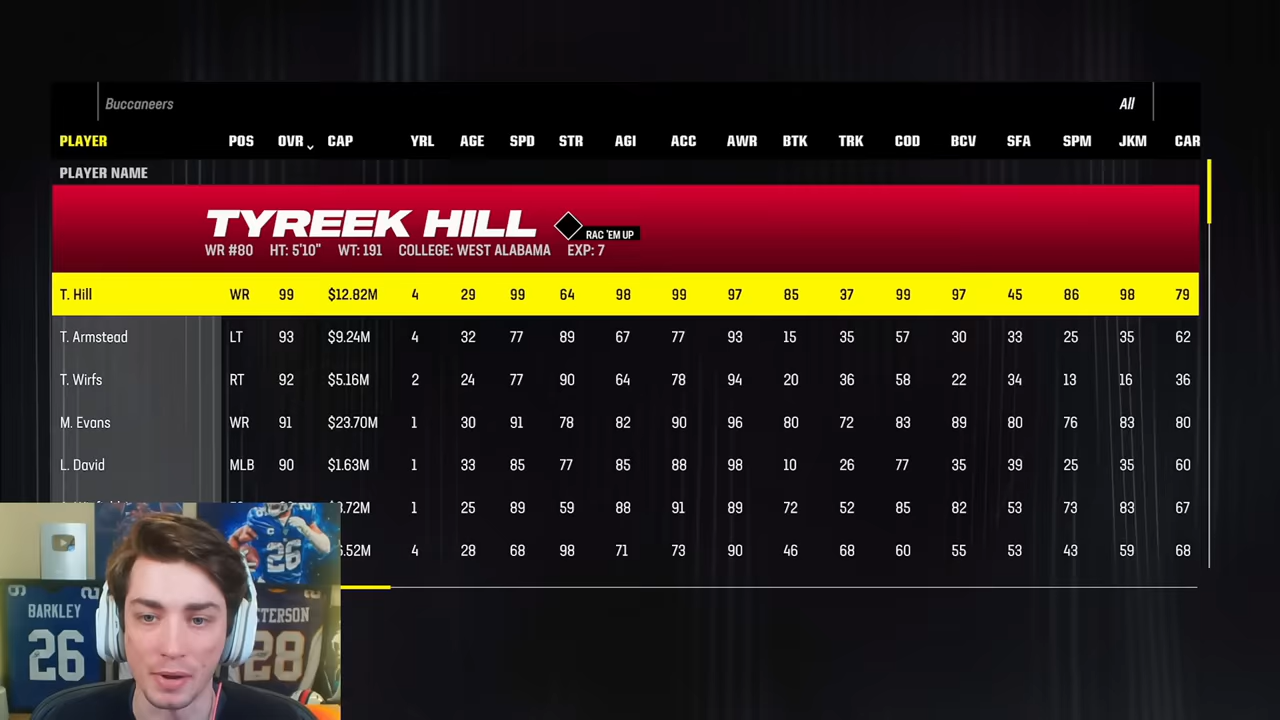 Buccaneers All
PLAYER POS OVR CAP YRL AGE SPD STR AGI ACC AWR BTK TRK COD BCV SFA SPM JKM CAR
PLAYER NAME
TYREEK HILL RAC 'EM UP
WR #80 HT: 5'10" WT: 191 COLLEGE: WEST ALABAMA EXP: 7
T. Hill WR 99 $12.82M 4 29 99 64 98 99 97 85 37 99 97 45 86 98 79
T. Armstead LT 93 $9.24M 4 32 77 89 67 77 93 15 35 57 30 33 25 35 62
T. Wirfs RT 92 $5.16M 2 24 77 90 64 78 94 20 36 58 22 34 13 16 36
M. Evans WR 91 $23.70M 1 30 91 78 82 90 96 80 72 83 89 80 76 83 80
L. David MLB 90 $1.63M 1 33 85 77 85 88 98 10 26 77 35 39 25 35 60
.72M 1 25 89 59 88 91 89 72 52 85 82 53 73 83 67
.52M 4 28 68 98 71 73 90 46 68 60 55 53 43 59 68
26
BARKLEY
26
TERSON
28